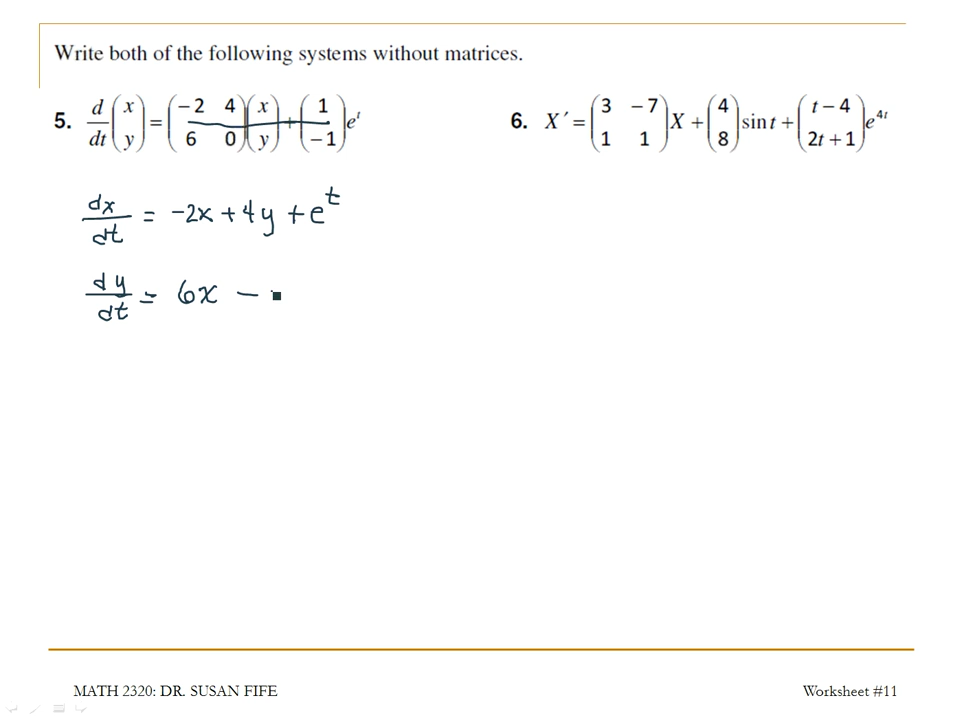 Write both of the following systems without matrices.
5. d/dt (x y) = (−2 4 6 0)(x y) + (1 −1)e^t
6. X′ = (3 −7 1 1)X + (4 8) sin t + (t−4 2t+1)e^{4t}
dx/dt = -2x + 4y + e^t
dy/dt = 6x −
MATH 2320: DR. SUSAN FIFE
Worksheet #11